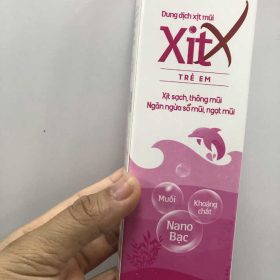 Dung dịch xịt mũi
XitX
TRẺ EM
Xịt sạch, thông mũi
Ngăn ngừa sổ mũi, ngạt mũi
Muối
Khoáng chất
Nano
Bạc